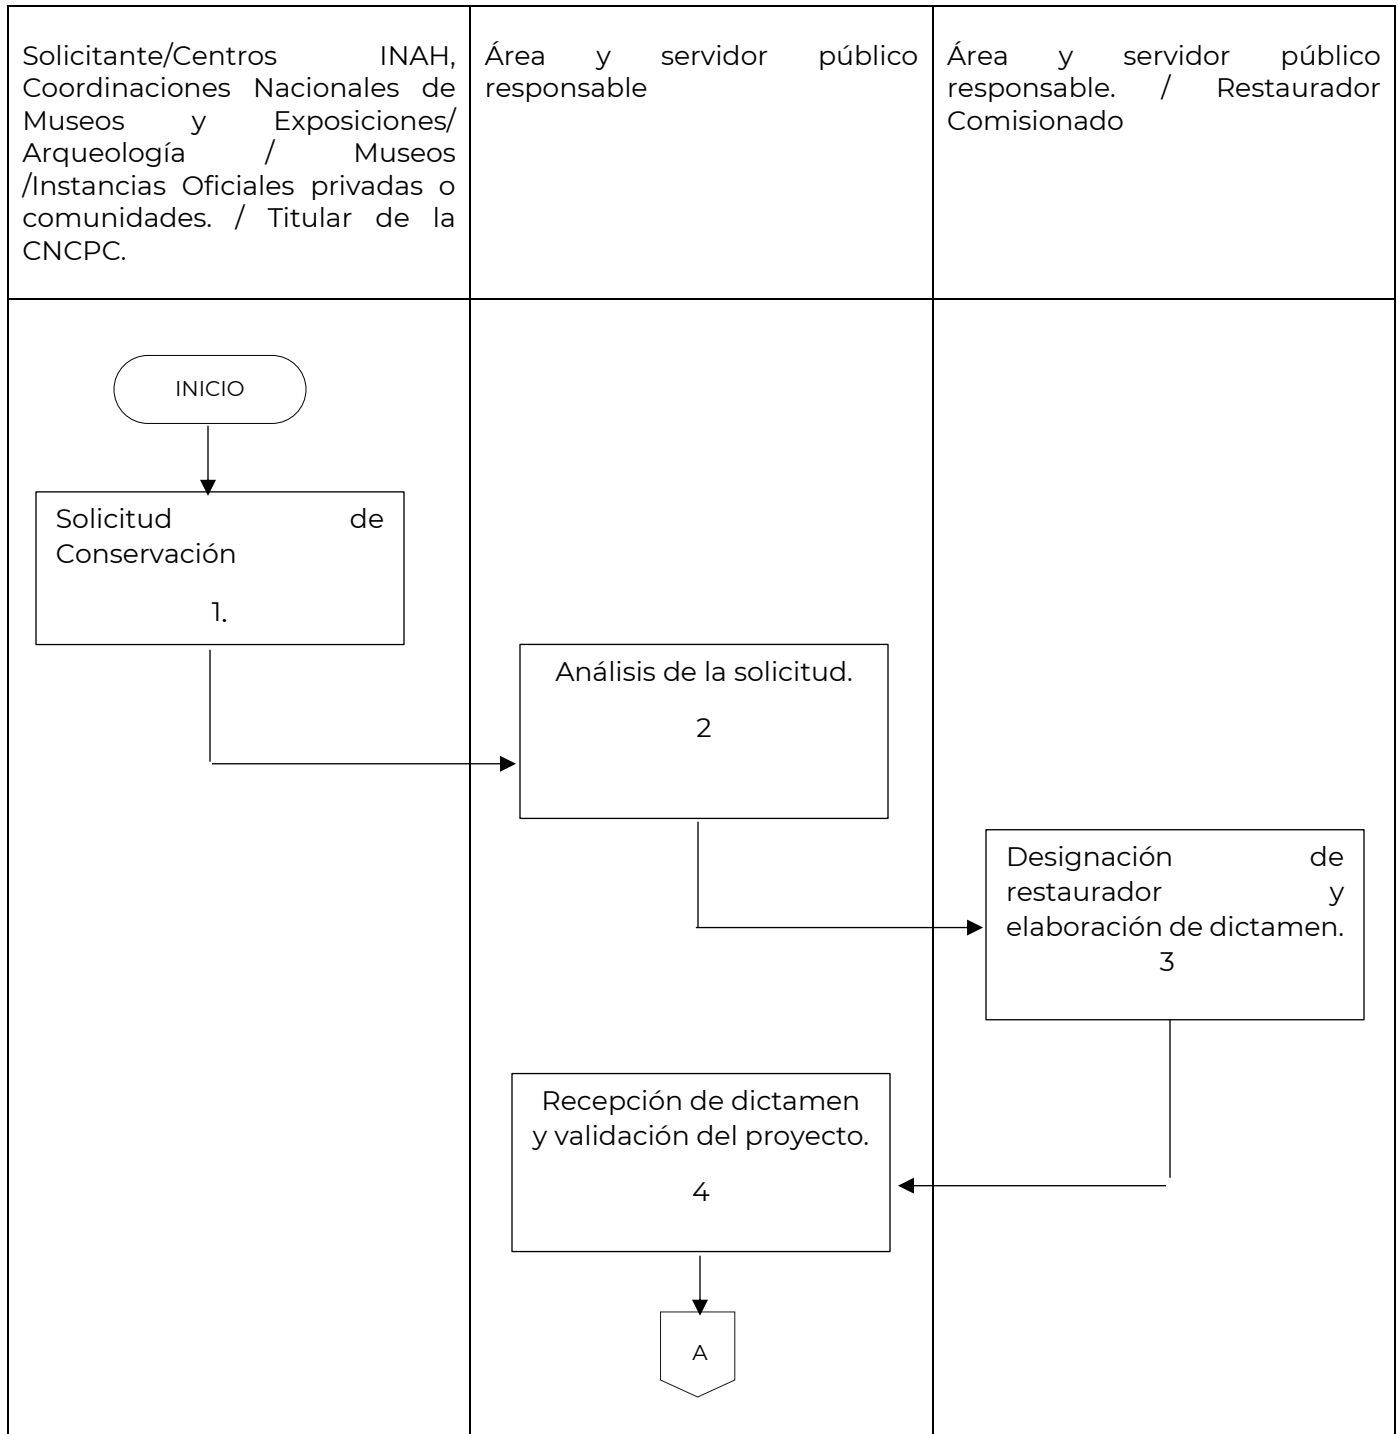 Solicitante/Centros INAH,
Coordinaciones Nacionales de
Museos y Exposiciones/
Arqueología / Museos
/Instancias Oficiales privadas o
comunidades. / Titular de la
CNCPC.
Área y servidor público
responsable
Área y servidor público
responsable. / Restaurador
Comisionado
INICIO
Solicitud de
Conservación
1.
Análisis de la solicitud.
2
Designación de
restaurador y
elaboración de dictamen.
3
Recepción de dictamen
y validación del proyecto.
4
A